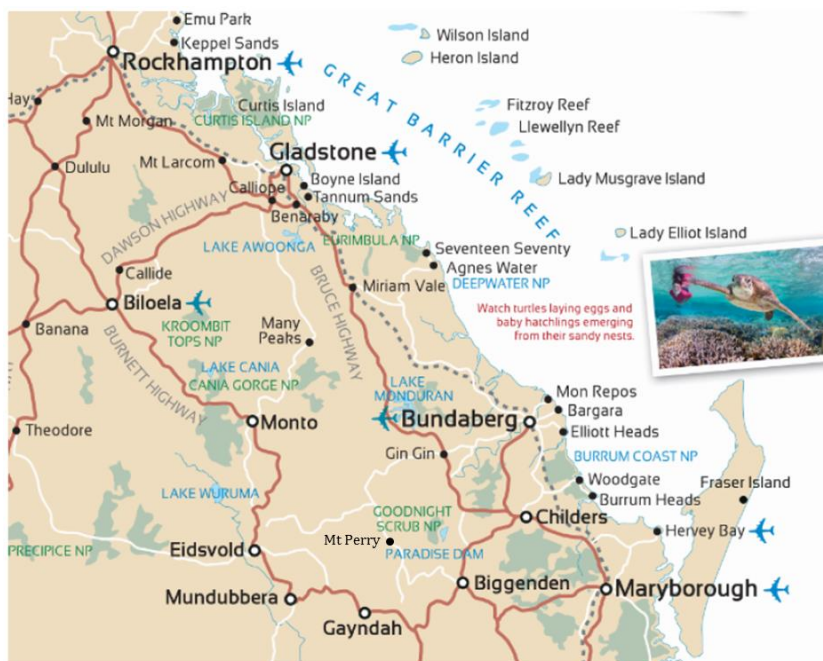 Emu Park
Keppel Sands
Wilson Island
Heron Island
Rockhampton
GREAT BARRIER REEF
Hay
Curtis Island
CURTIS ISLAND NP
Fitzroy Reef
Llewellyn Reef
Mt Morgan
Mt Larcom
Gladstone
Dululu
Boyne Island
Lady Musgrave Island
Calliope
Tannum Sands
Benaraby
DAWSON HIGHWAY
LAKE AWOONGA
EURIMBULA NP
Lady Elliot Island
Seventeen Seventy
Agnes Water
DEEPWATER NP
Callide
BRUCE HIGHWAY
Miriam Vale
Biloela
Watch turtles laying eggs and
baby hatchlings emerging
from their sandy nests.
Banana
KROOMBIT
TOPS NP
Many
Peaks
BURNETT HIGHWAY
LAKE CANIA
CANIA GORGE NP
LAKE
MONDURAN
Mon Repos
Bargara
Theodore
Monto
Bundaberg
Elliott Heads
Gin Gin
BURRUM COAST NP
Woodgate
Fraser Island
LAKE WURUMA
Burrum Heads
GOODNIGHT
SCRUB NP
Childers
Hervey Bay
PRECIPICE NP
Eidsvold
Mt Perry
PARADISE DAM
Biggenden
Maryborough
Mundubbera
Gayndah